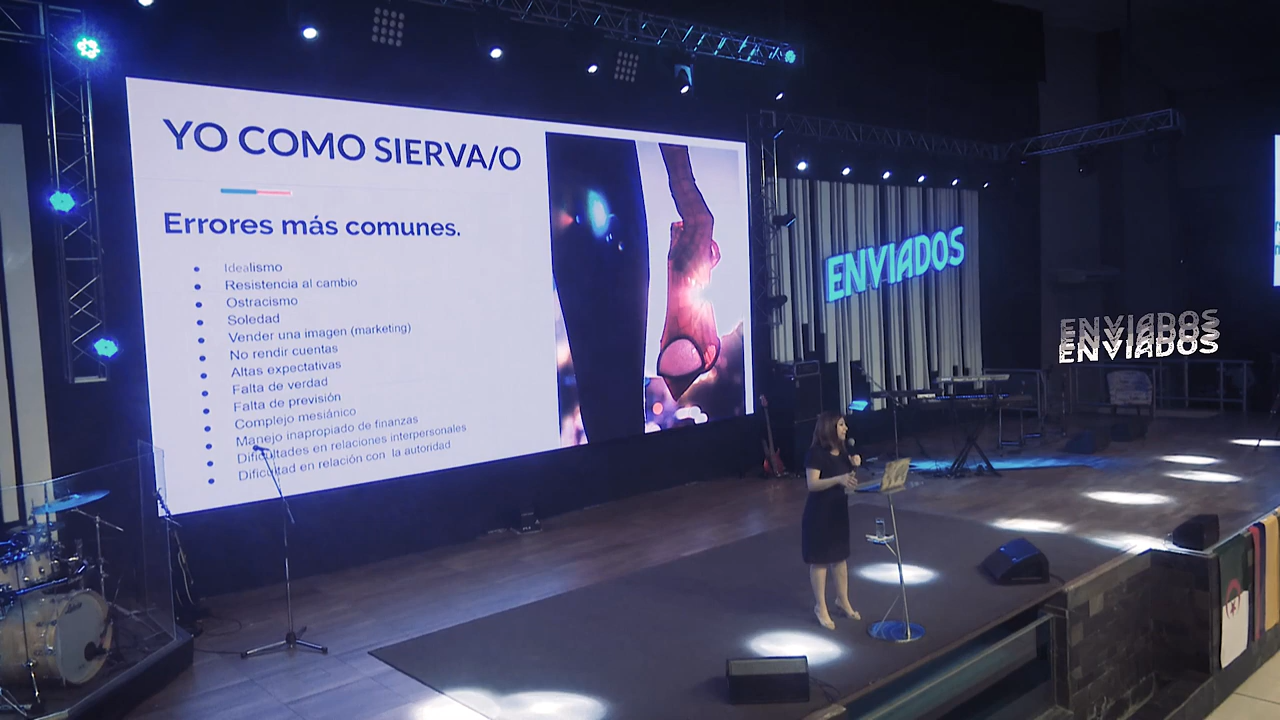 YO COMO SIERVA/O
Errores más comunes.
• Idealismo
• Resistencia al cambio
• Ostracismo
• Soledad
• Vender una imagen (marketing)
• No rendir cuentas
• Altas expectativas
• Falta de verdad
• Falta de previsión
• Complejo mesiánico
• Manejo inapropiado de finanzas
• Dificultades en relaciones interpersonales
• Dificultad en relación con la autoridad
ENVIADOS
ENVIADOS
ENVIADOS
ENVIADOS